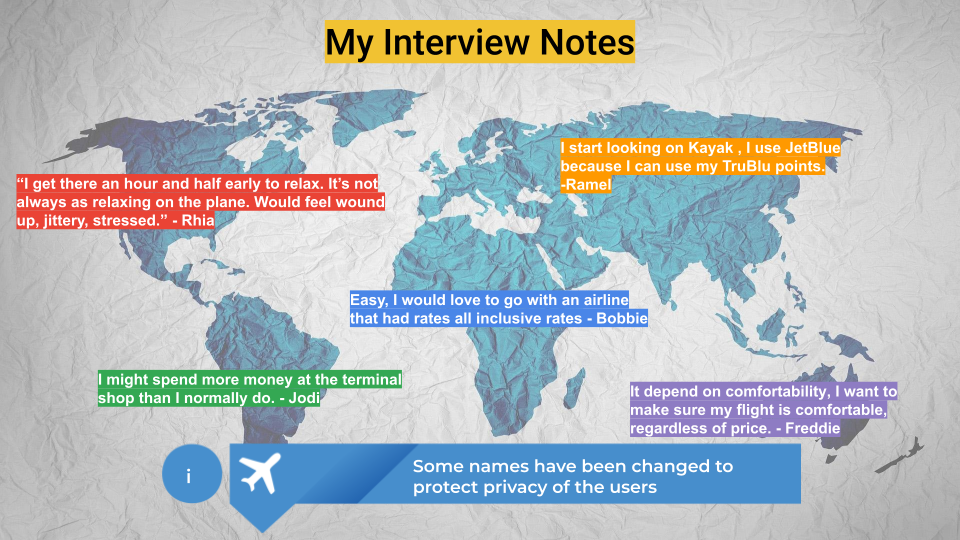 My Interview Notes
I start looking on Kayak , I use JetBlue
because I can use my TruBlu points.
-Ramel
“I get there an hour and half early to relax. It’s not
always as relaxing on the plane. Would feel wound
up, jittery, stressed.” - Rhia
Easy, I would love to go with an airline
that had rates all inclusive rates - Bobbie
I might spend more money at the terminal
shop than I normally do. - Jodi
It depend on comfortability, I want to
make sure my flight is comfortable,
regardless of price. - Freddie
i
Some names have been changed to
protect privacy of the users